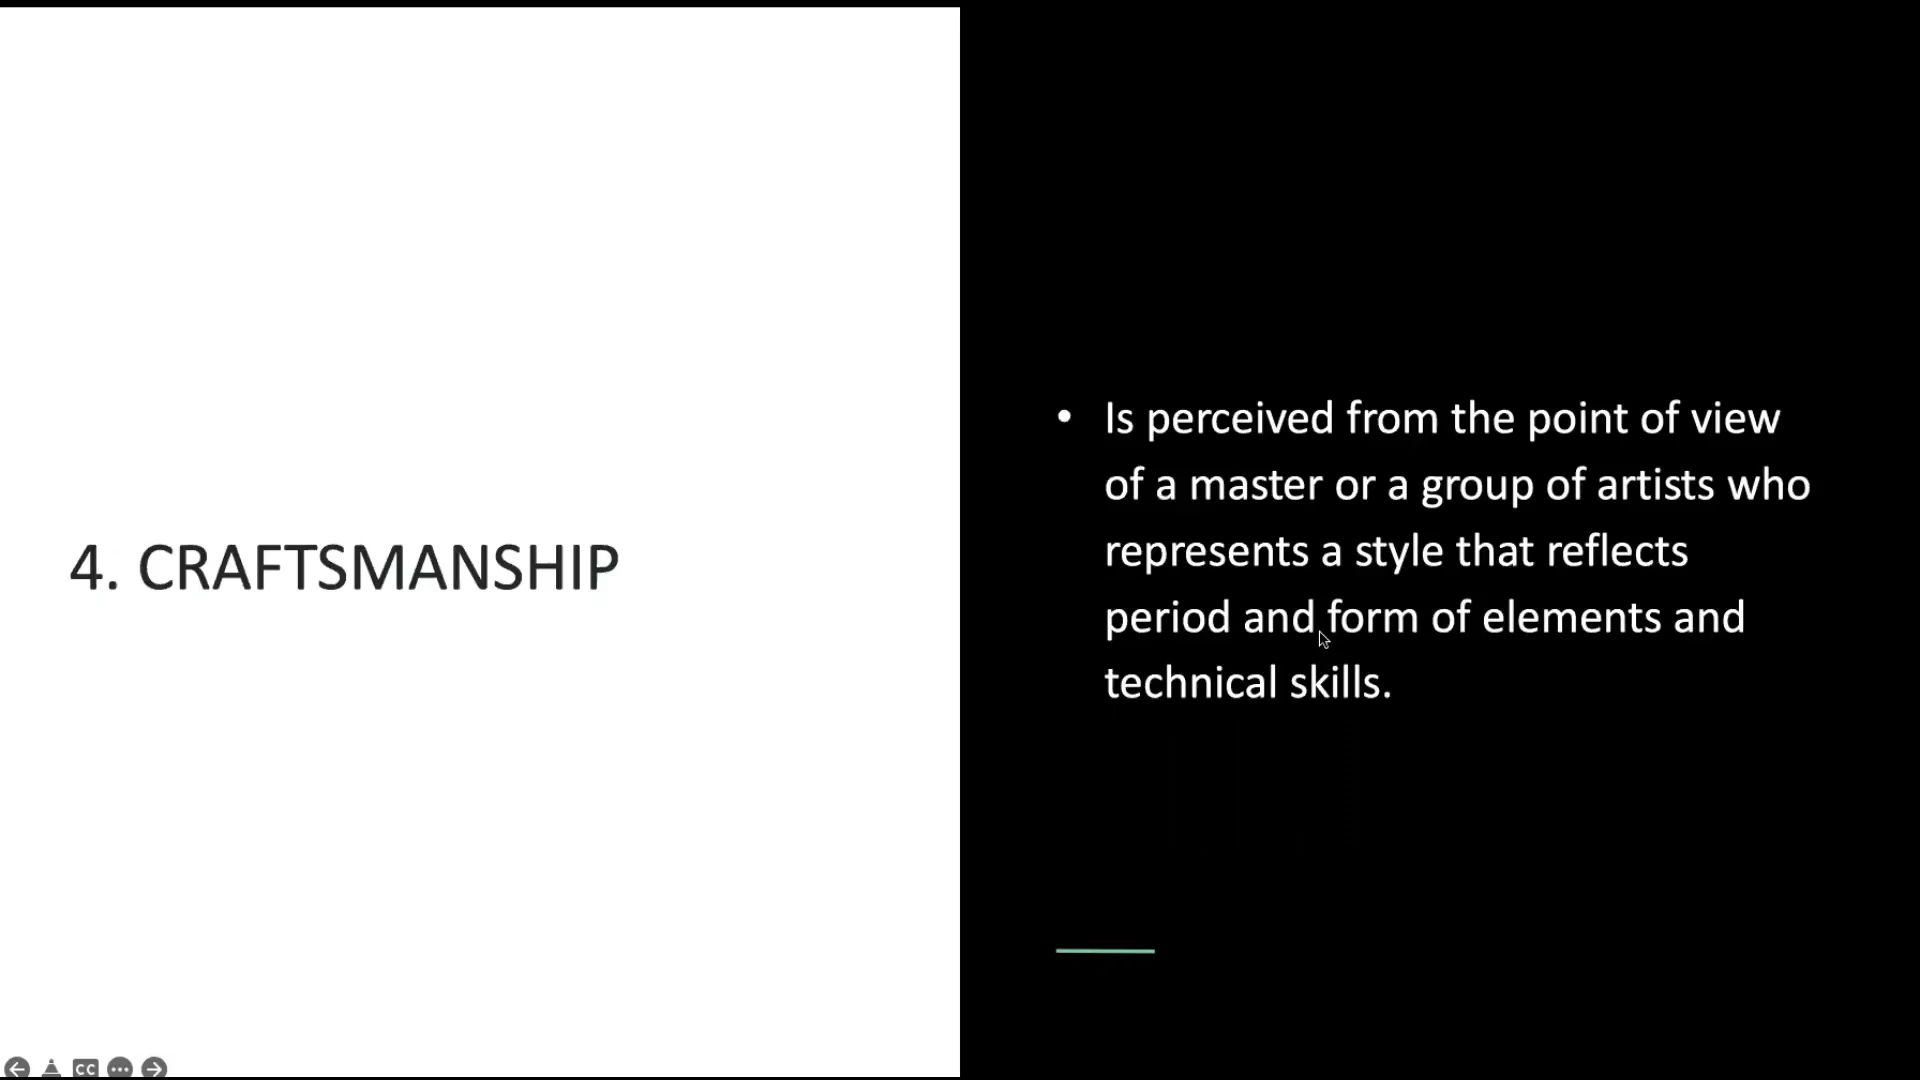 4. CRAFTSMANSHIP
• Is perceived from the point of view
of a master or a group of artists who
represents a style that reflects
period and form of elements and
technical skills.
CC